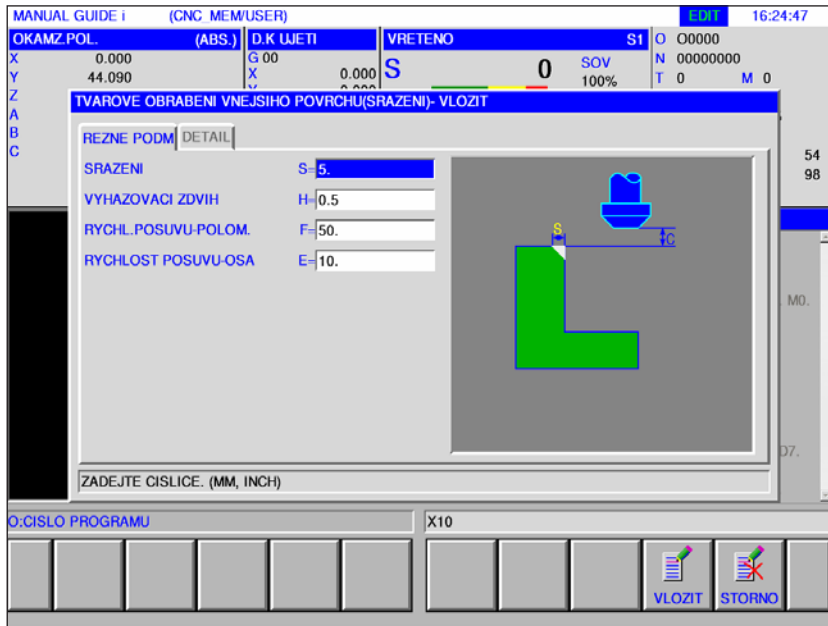 MANUAL GUIDE i (CNC_MEM/USER) EDIT 16:24:47
OKAMZ.POL. (ABS.) D.K UJETI VRETENO S1 O O0000
X 0.000 G 00 S 0 SOV 100% N 00000000
Y 44.090 X 0.000 T 0 M 0
Z
A
B
C
54
98
TVAROVE OBRABENI VNEJSIHO POVRCHU(SRAZENI)- VLOZIT
REZNE PODM DETAIL
SRAZENI S= 5.
VYHAZOVACI ZDVIH H= 0.5
RYCHL.POSUVU-POLOM. F= 50.
RYCHLOST POSUVU-OSA E= 10.
S
C
M0.
D7.
ZADEJTE CISLICE. (MM, INCH)
O:CISLO PROGRAMU X10
VLOZIT STORNO